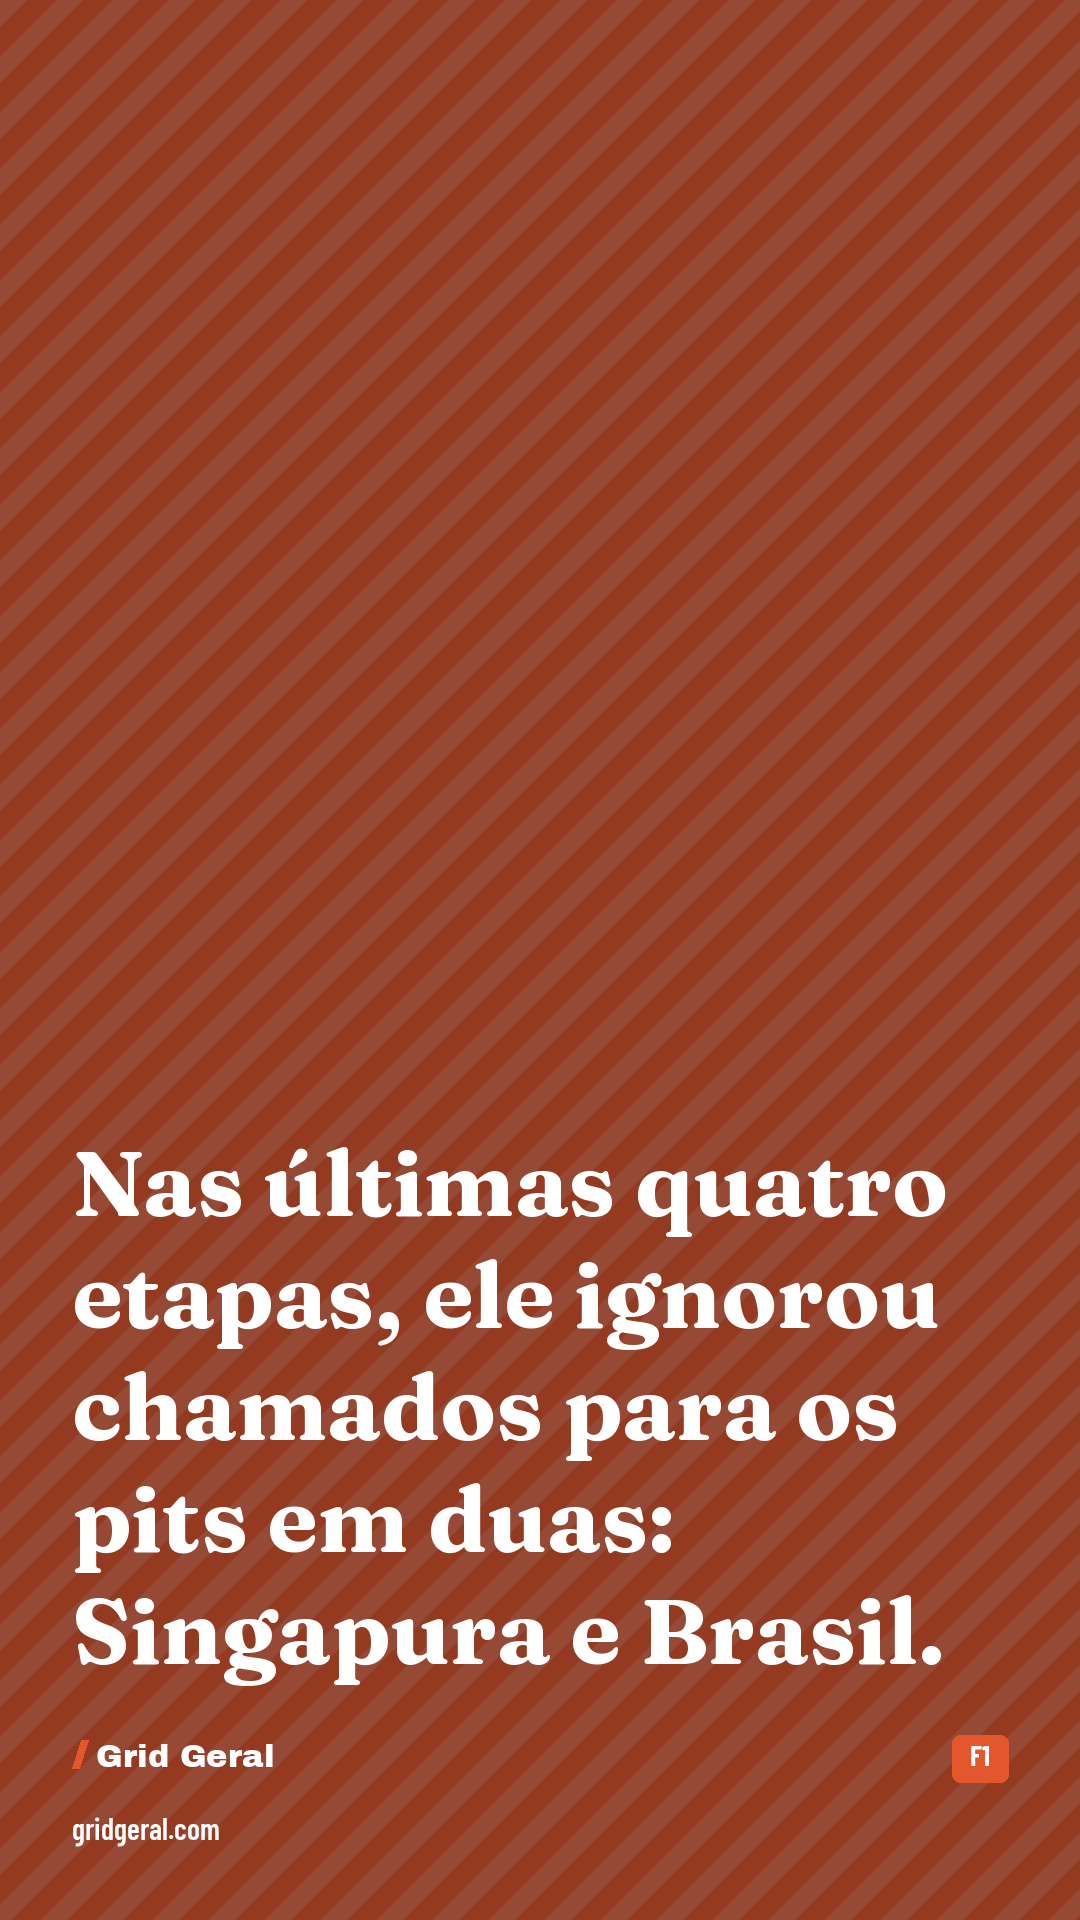 Nas últimas quatro
etapas, ele ignorou
chamados para os
pits em duas:
Singapura e Brasil.
Grid Geral
F1
gridgeral.com